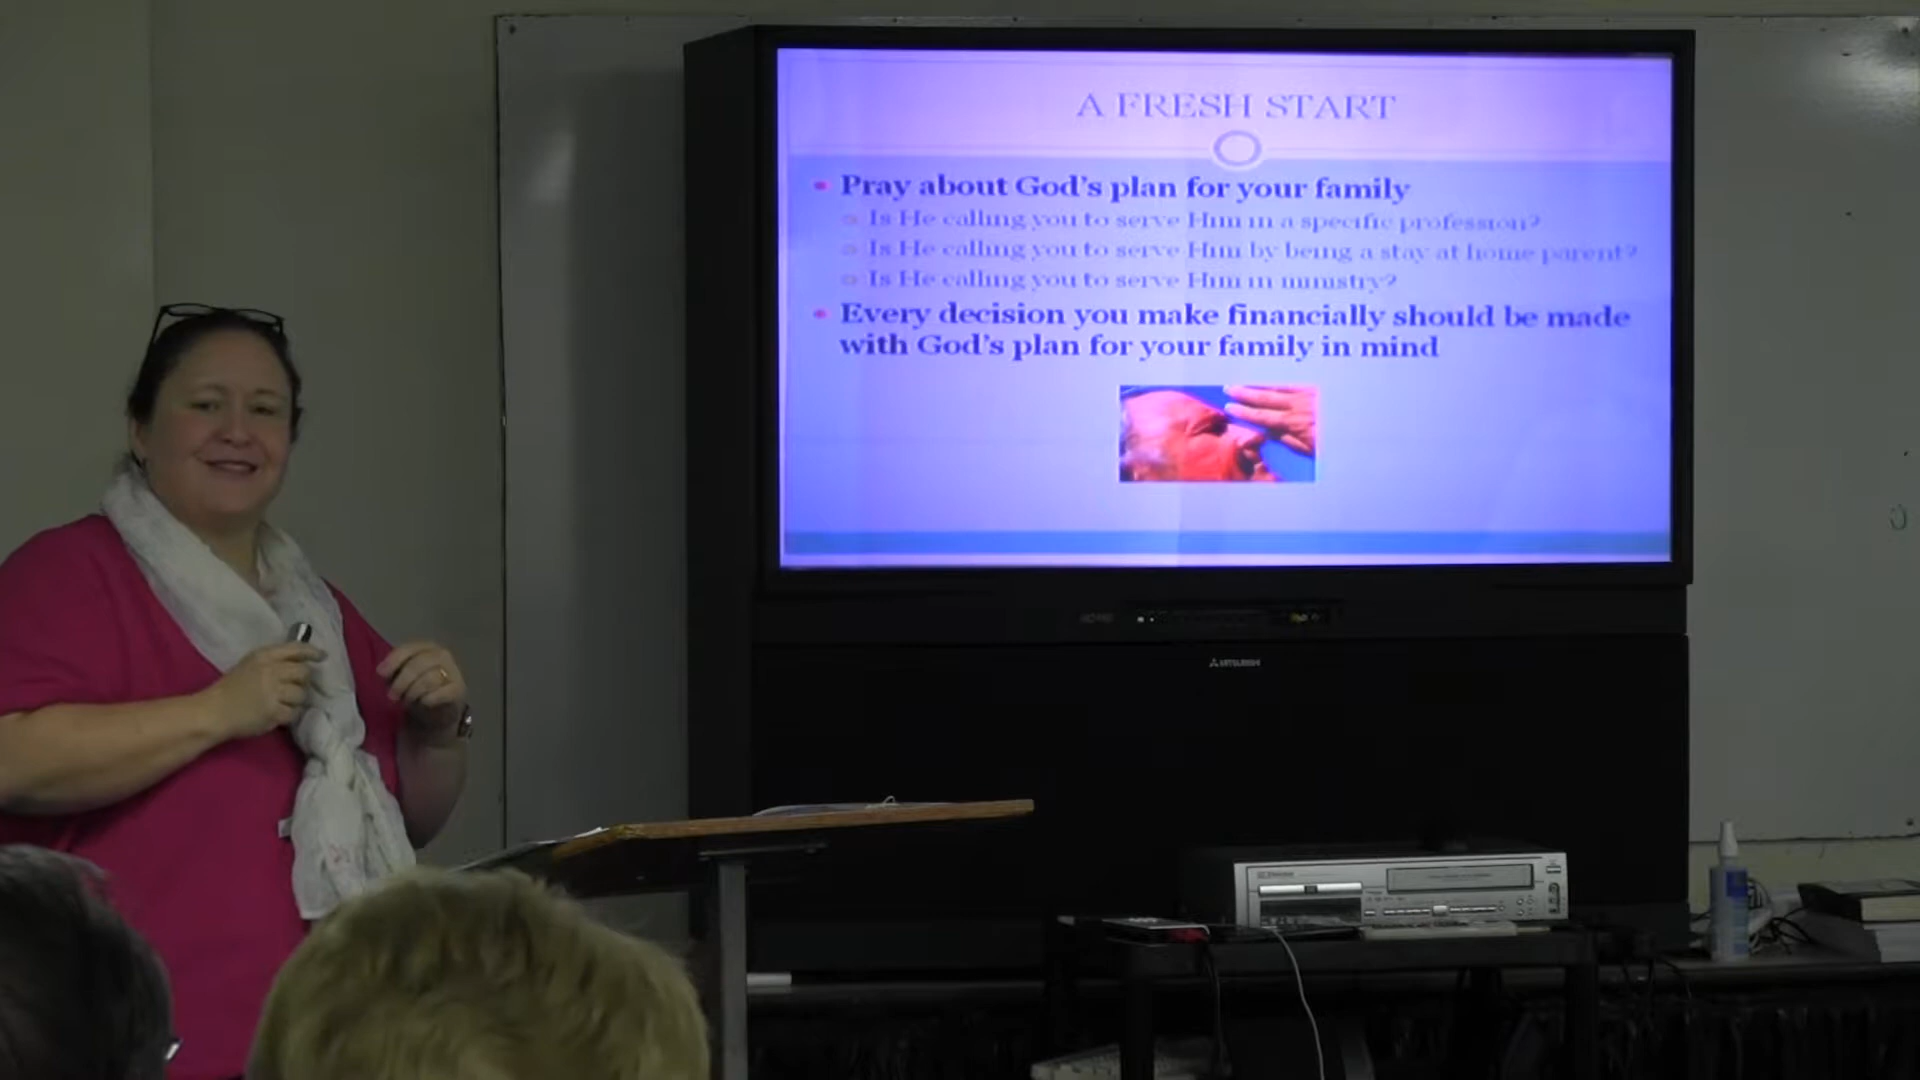 A FRESH START
Pray about God's plan for your family
Is He calling you to serve Him in a specific profession?
Is He calling you to serve Him by being a stay at home parent?
Is He calling you to serve Him in ministry?
Every decision you make financially should be made
with God's plan for your family in mind
MITSUBISHI